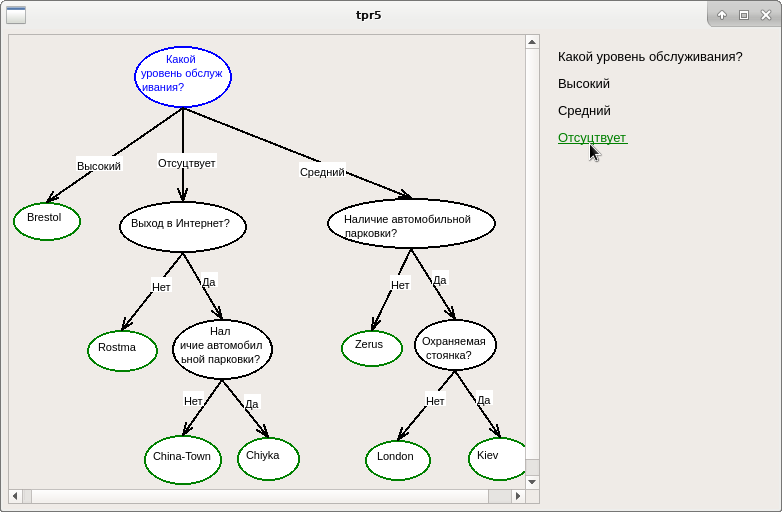 tpr5
Какой
уровень обслуж
ивания?
Высокий
Отсуцтвует
Средний
Brestol
Выход в Интернет?
Наличие автомобильной
парковки?
Нет
Да
Нет
Да
Rostma
Нал
ичие автомобил
ьной парковки?
Zerus
Охраняемая
стоянка?
Нет
Да
Нет
Да
China-Town
Chiyka
London
Kiev
Какой уровень обслуживания?
Высокий
Средний
Отсуцтвует